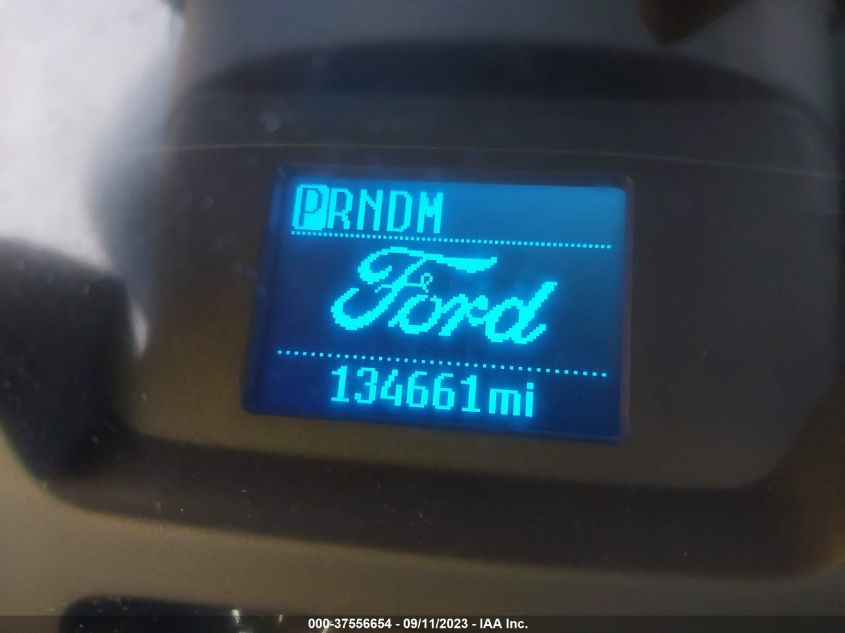 PRNDM
Ford
134661mi
000-37556654 - 09/11/2023 - IAA Inc.